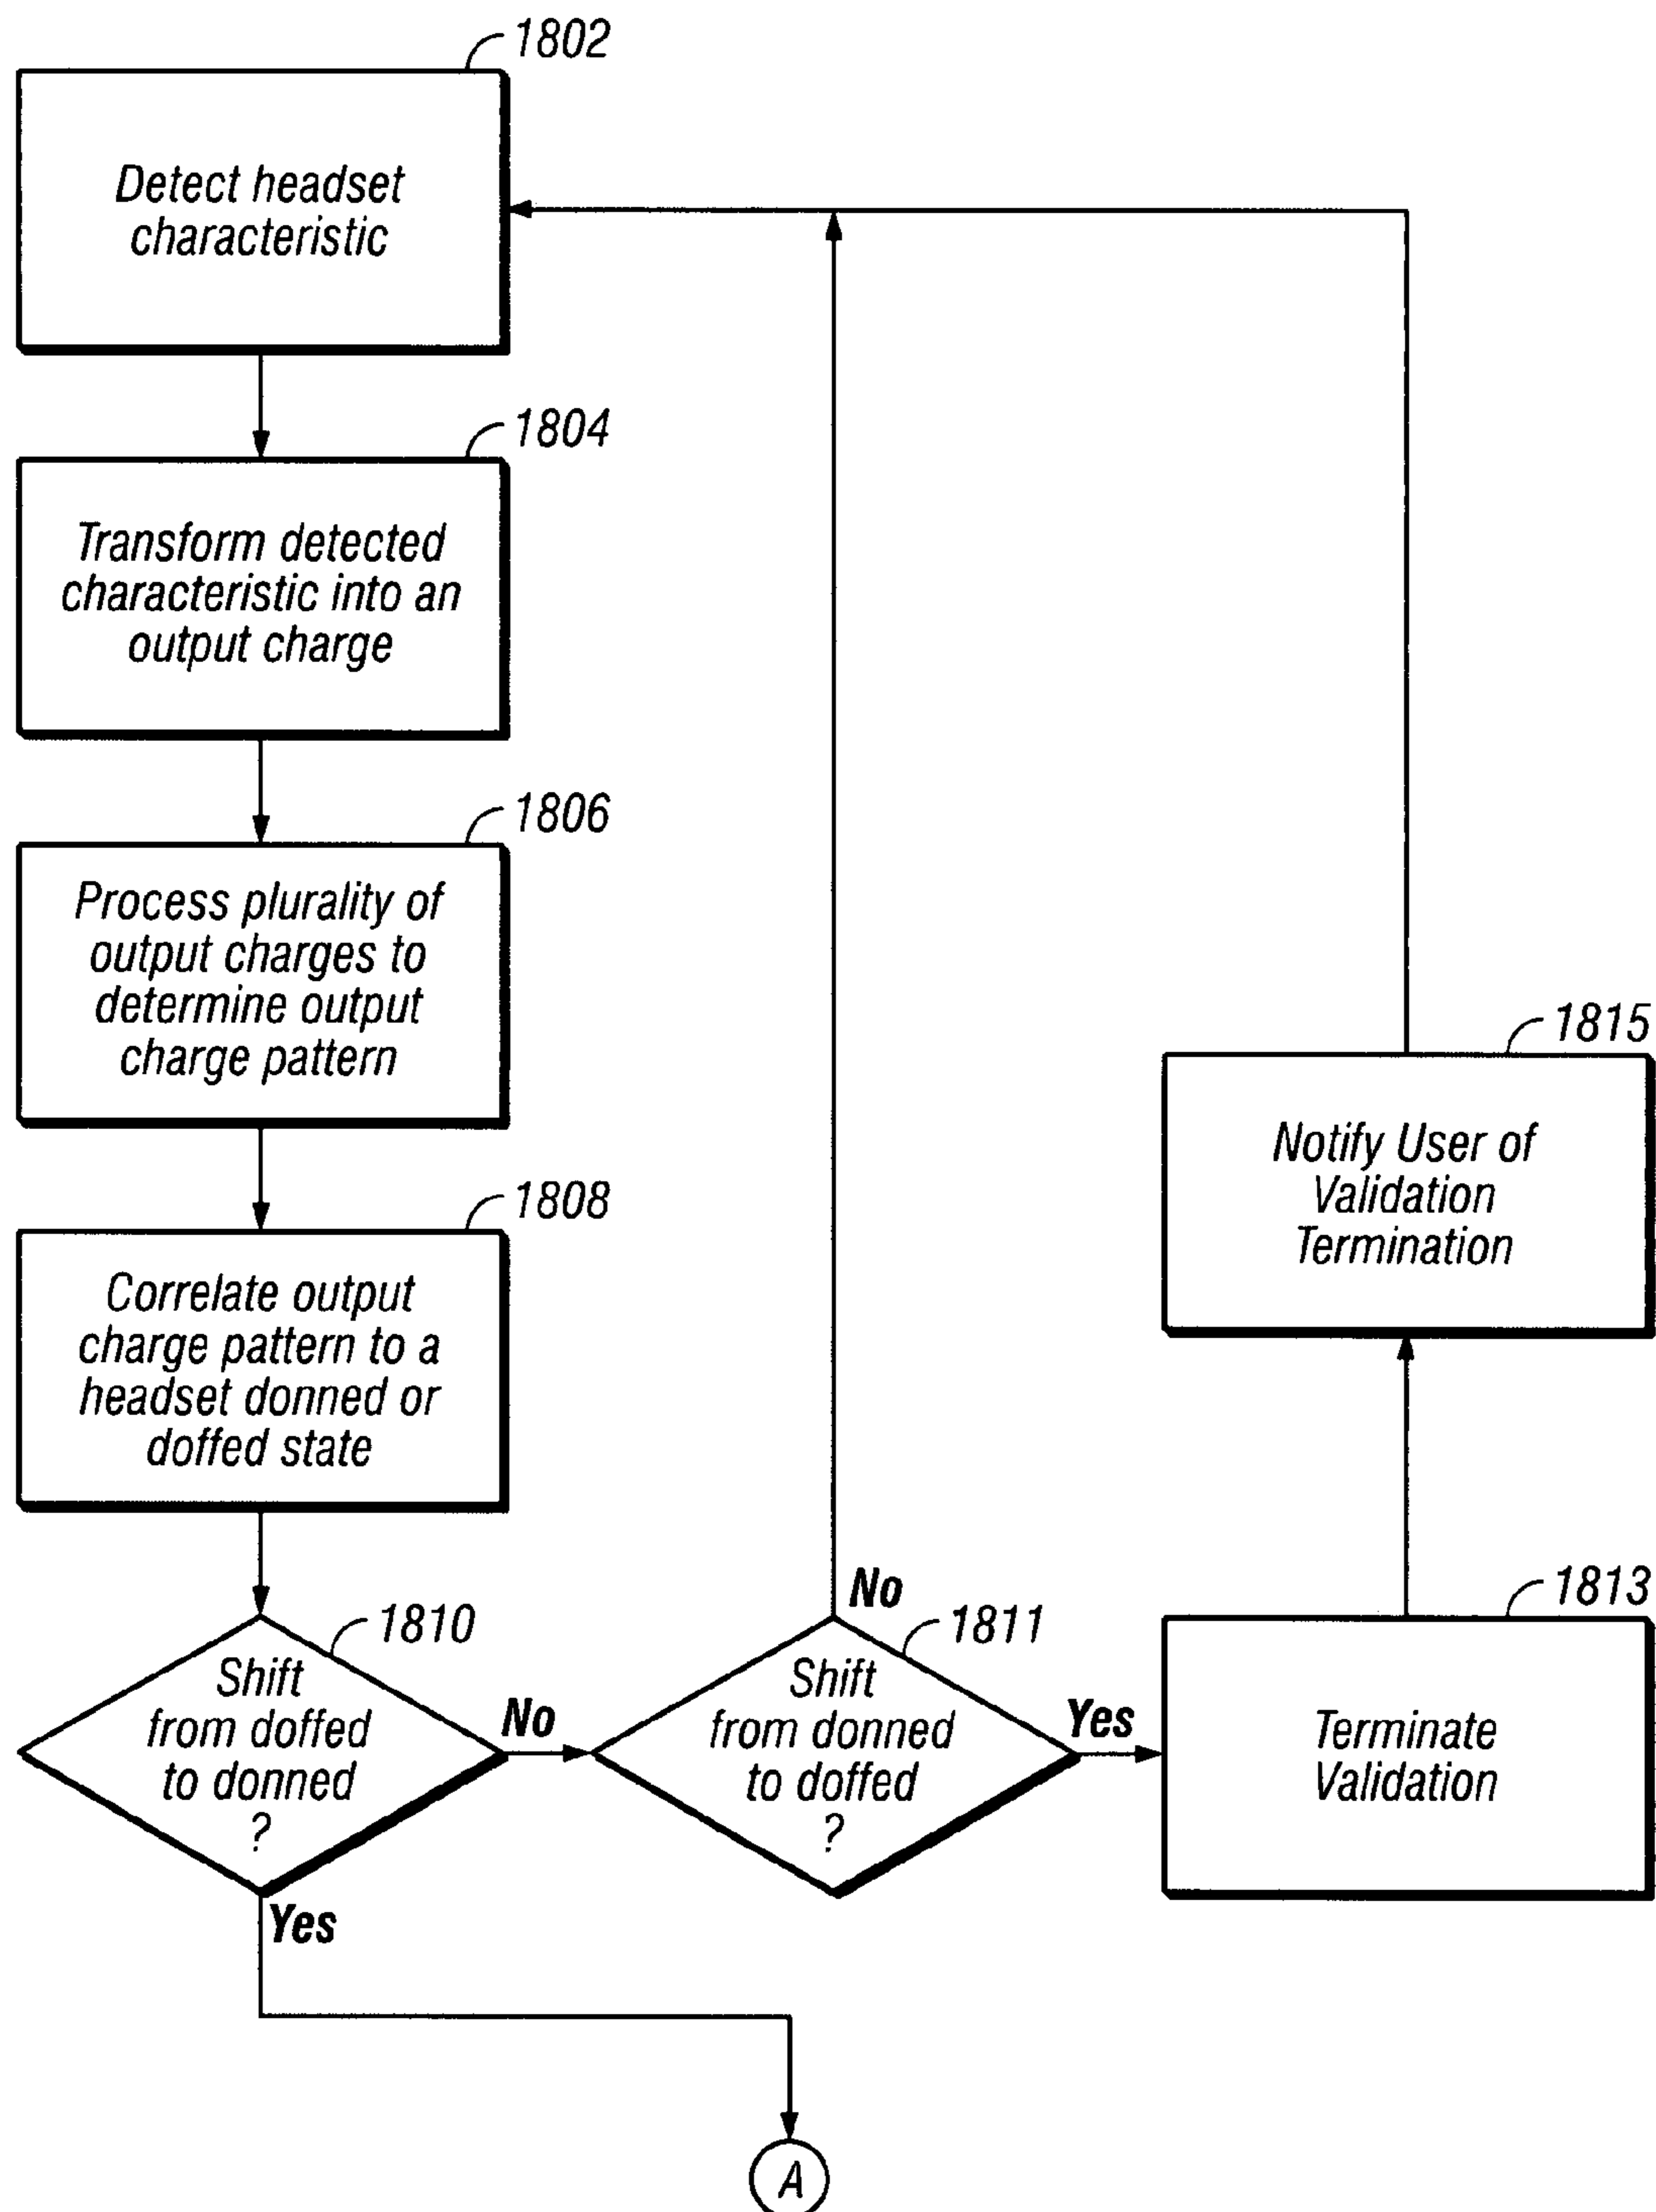 1802
Detect headset
characteristic
1804
Transform detected
characteristic into an
output charge
1806
Process plurality of
output charges to
determine output
charge pattern
1808
Correlate output
charge pattern to a
headset donned or
doffed state
1810
Shift
from doffed
to donned
?
No
Yes
1811
Shift
from donned
to doffed
?
No
Yes
1813
Terminate
Validation
1815
Notify User of
Validation
Termination
A